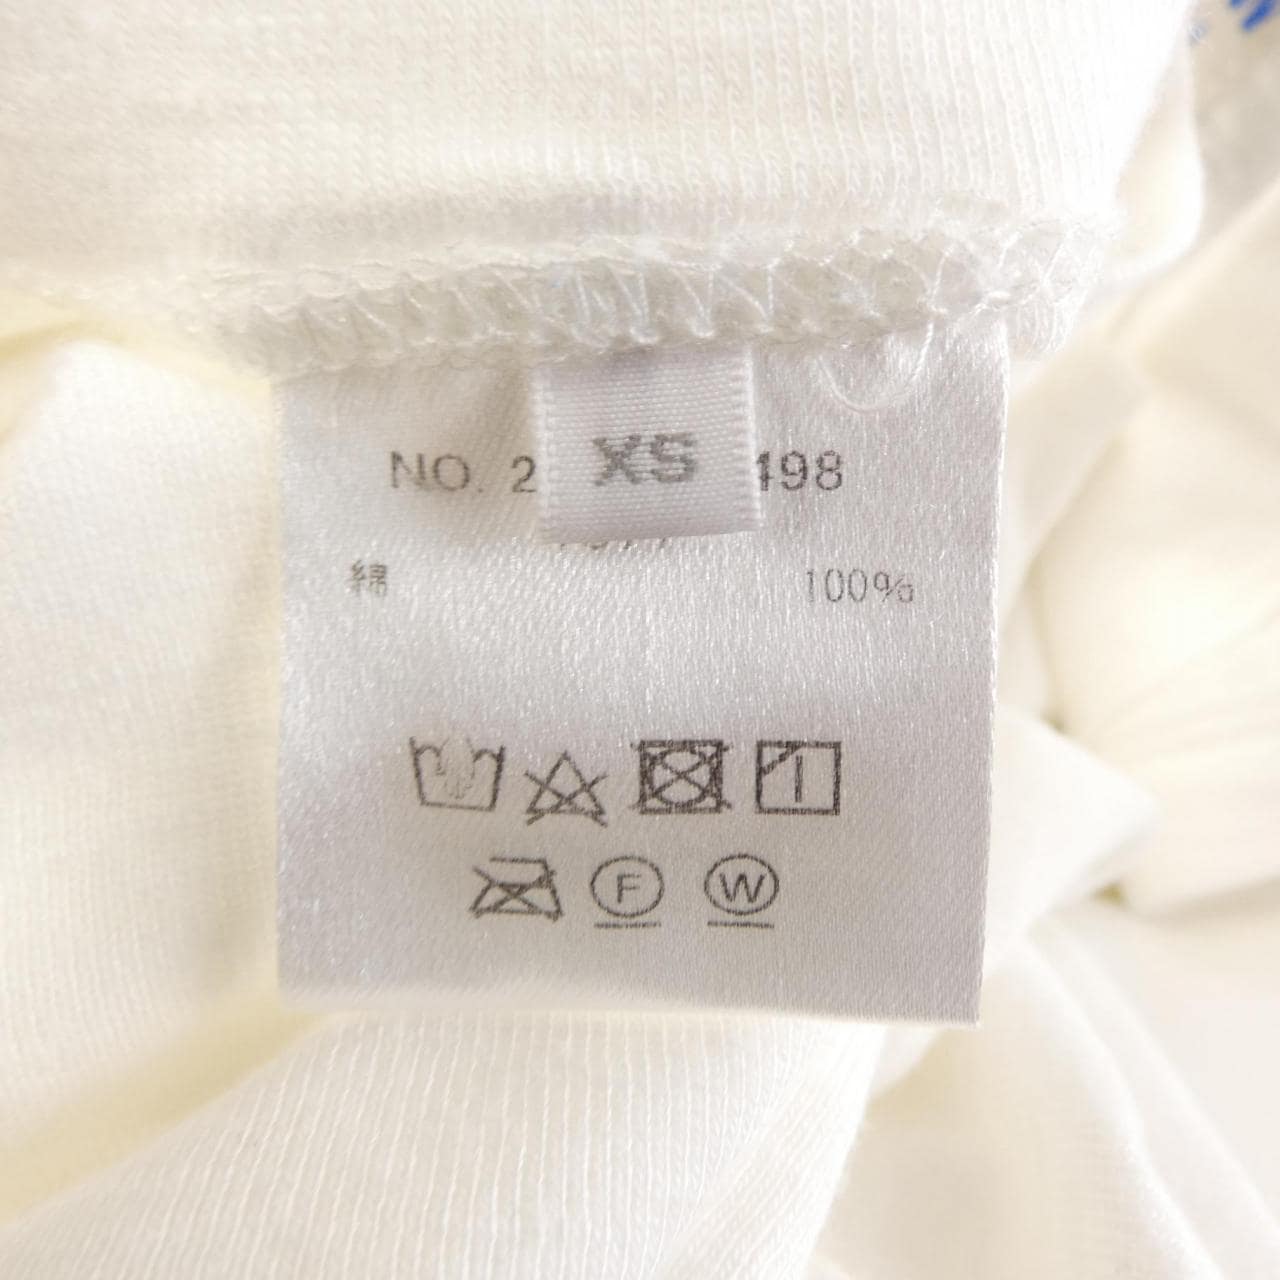 XS
NO. 2 498
綿 100%
F W